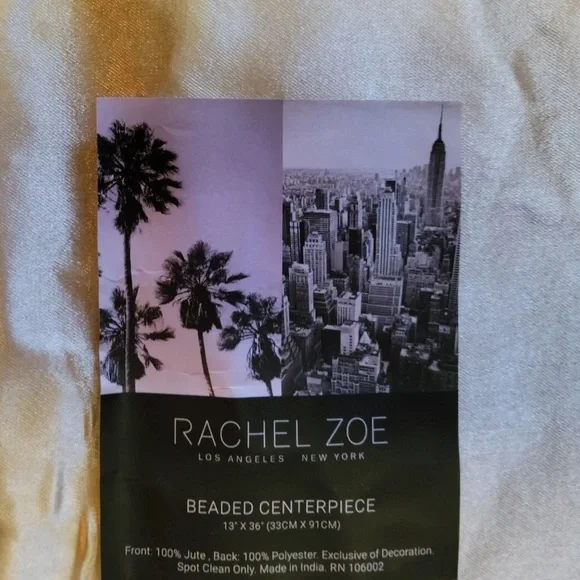 RACHEL ZOE
LOS ANGELES NEW YORK
BEADED CENTERPIECE
13" X 36" (33CM X 91CM)
Front: 100% Jute , Back: 100% Polyester. Exclusive of Decoration.
Spot Clean Only. Made in India. RN 106002